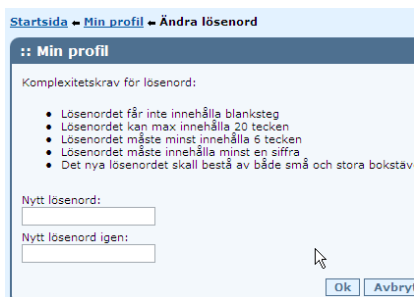 Startsida ⬅ Min profil ⬅ Ändra lösenord
:: Min profil
Komplexitetskrav för lösenord:
• Lösenordet får inte innehålla blanksteg
• Lösenordet kan max innehålla 20 tecken
• Lösenordet måste minst innehålla 6 tecken
• Lösenordet måste innehålla minst en siffra
• Det nya lösenordet skall bestå av både små och stora bokstäv
Nytt lösenord:
Nytt lösenord igen:
Ok Avbryt